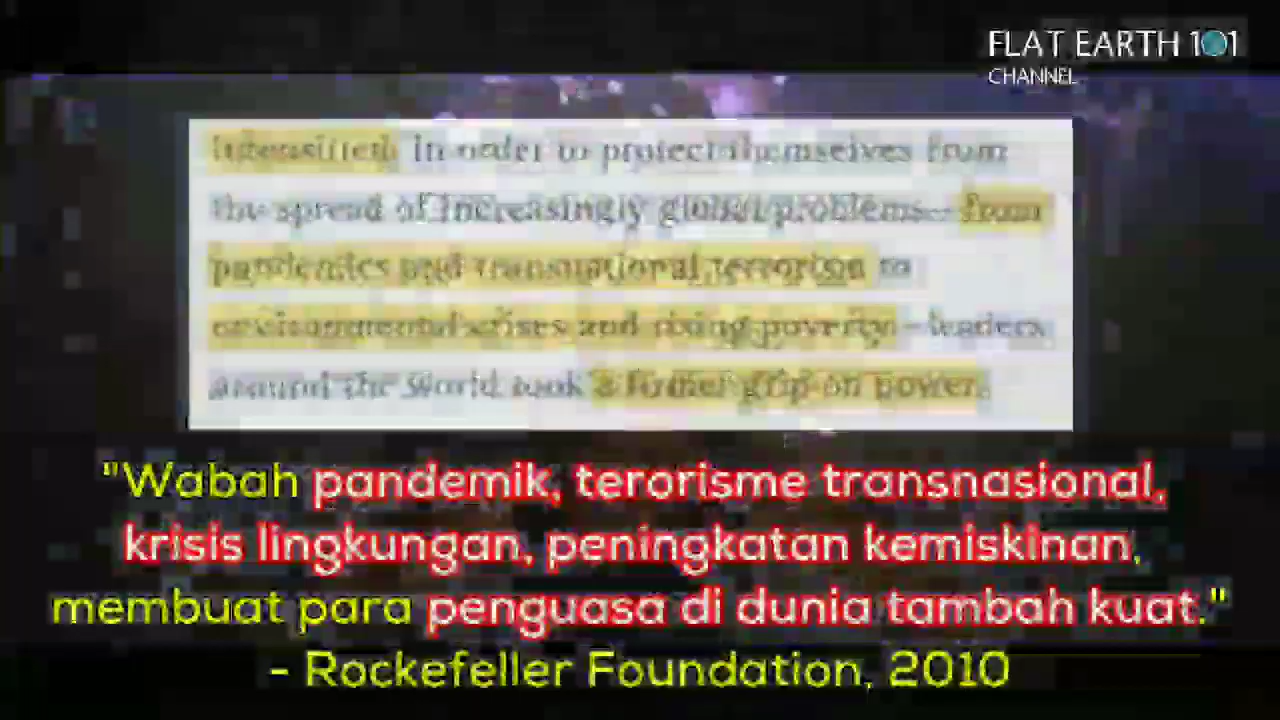 FLAT EARTH 101
CHANNEL
intensified in order to protect themselves from
the spread of increasingly global problems—from
pandemics and transnational terrorism to
environmental crises and rising poverty—leaders
around the world took a firmer grip on power.
"Wabah pandemik, terorisme transnasional,
krisis lingkungan, peningkatan kemiskinan,
membuat para penguasa di dunia tambah kuat."
- Rockefeller Foundation, 2010